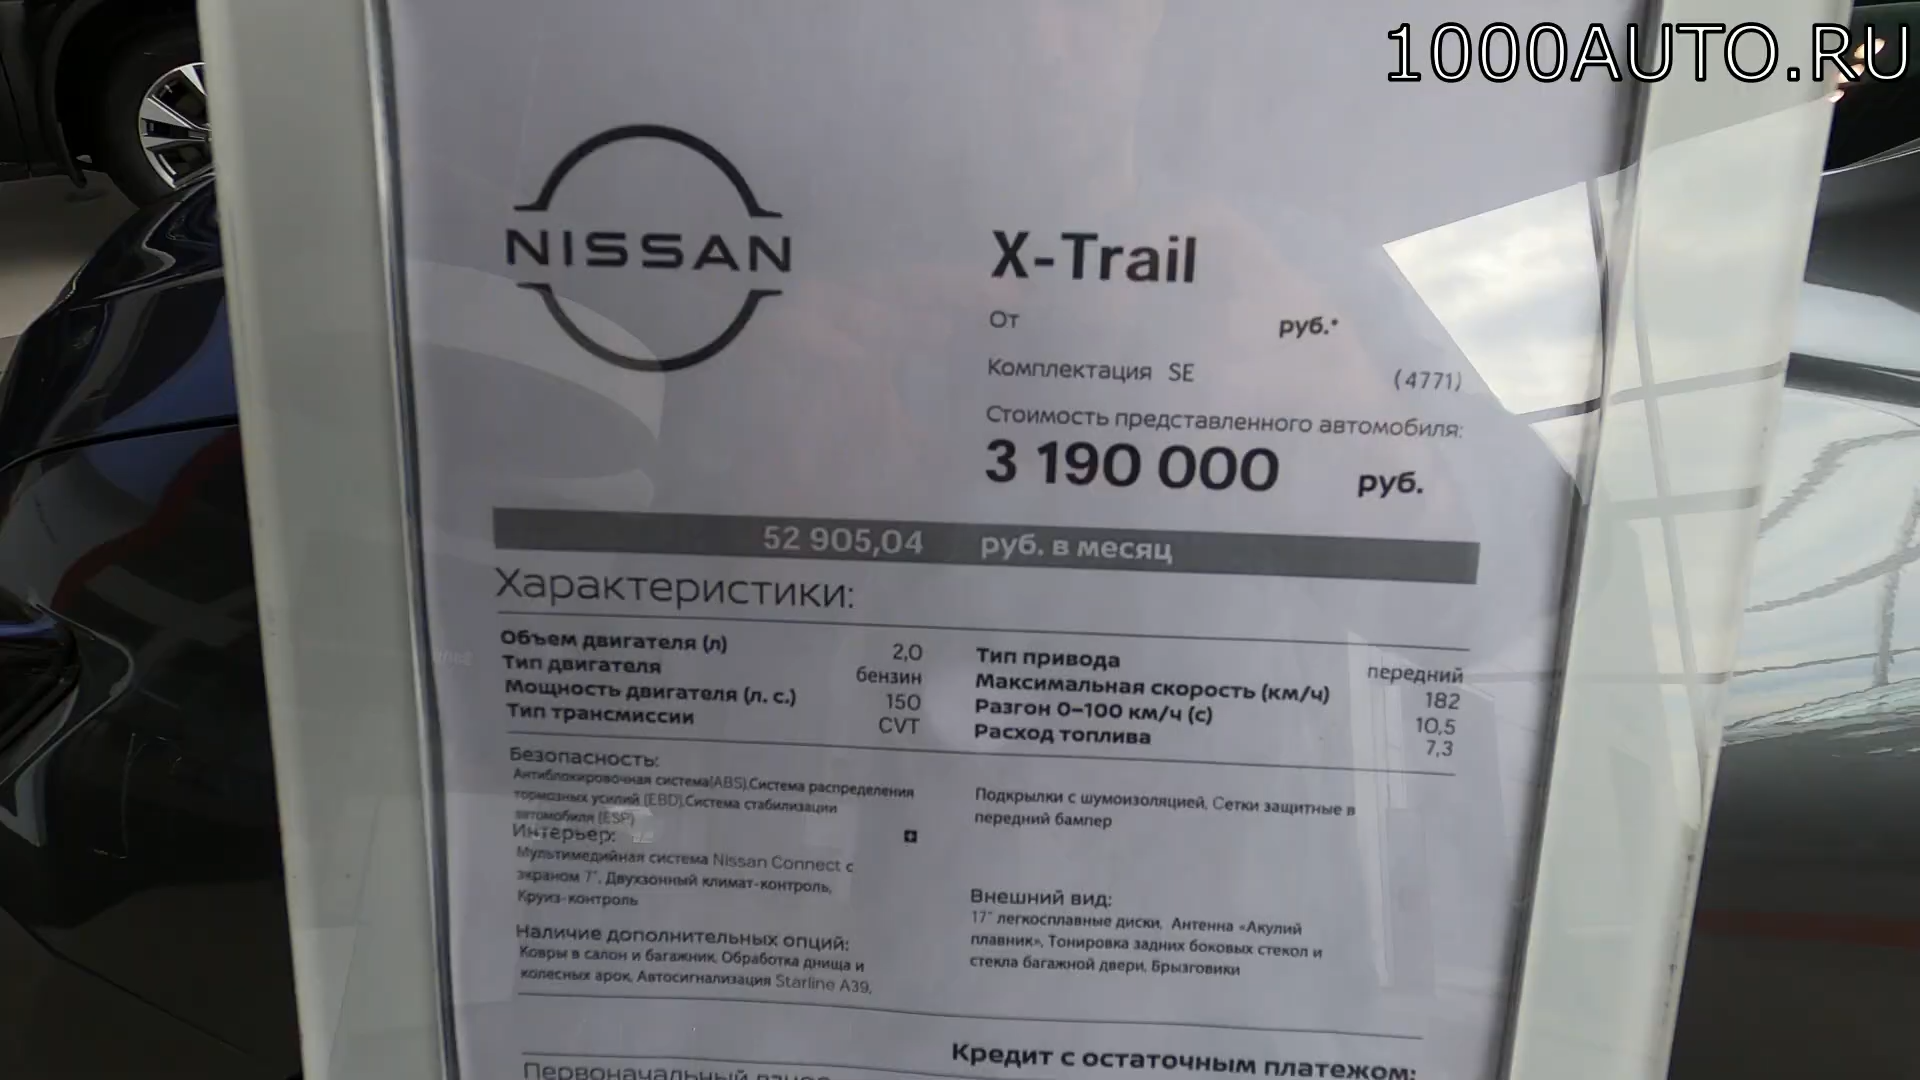 1000AUTO.RU
NISSAN
X-Trail
От руб.*
Комплектация SE (4771)
Стоимость представленного автомобиля:
3 190 000 руб.
52 905,04 руб. в месяц
Характеристики:
Объем двигателя (л) 2,0
Тип двигателя бензин
Мощность двигателя (л. с.) 150
Тип трансмиссии CVT
Тип привода передний
Максимальная скорость (км/ч) 182
Разгон 0–100 км/ч (с) 10,5
Расход топлива 7,3
Безопасность:
Антиблокировочная система(ABS),Система распределения
тормозных усилий (EBD),Система стабилизации
автомобиля (ESP)
Интерьер:
Мультимедийная система Nissan Connect с
экраном 7", Двухзонный климат-контроль,
Круиз-контроль
Наличие дополнительных опций:
Ковры в салон и багажник, Обработка днища и
колесных арок, Автосигнализация Starline A39,
Подкрылки с шумоизоляцией, Сетки защитные в
передний бампер
Внешний вид:
17" легкосплавные диски, Антенна «Акулий
плавник», Тонировка задних боковых стекол и
стекла багажной двери, Брызговики
Кредит с остаточным платежом:
Первоначальный